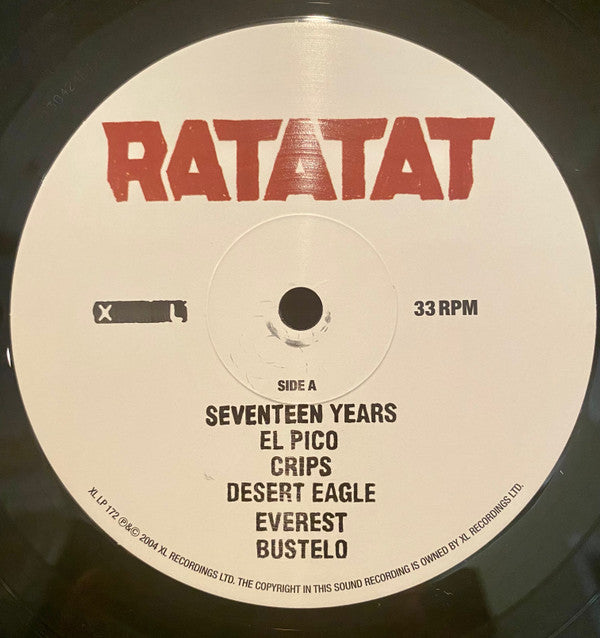 RATATAT
X L
33 RPM
SIDE A
SEVENTEEN YEARS
EL PICO
CRIPS
DESERT EAGLE
EVEREST
BUSTELO
XL LP 172 ℗&© 2004 XL RECORDINGS LTD. THE COPYRIGHT IN THIS SOUND RECORDING IS OWNED BY XL RECORDINGS LTD.